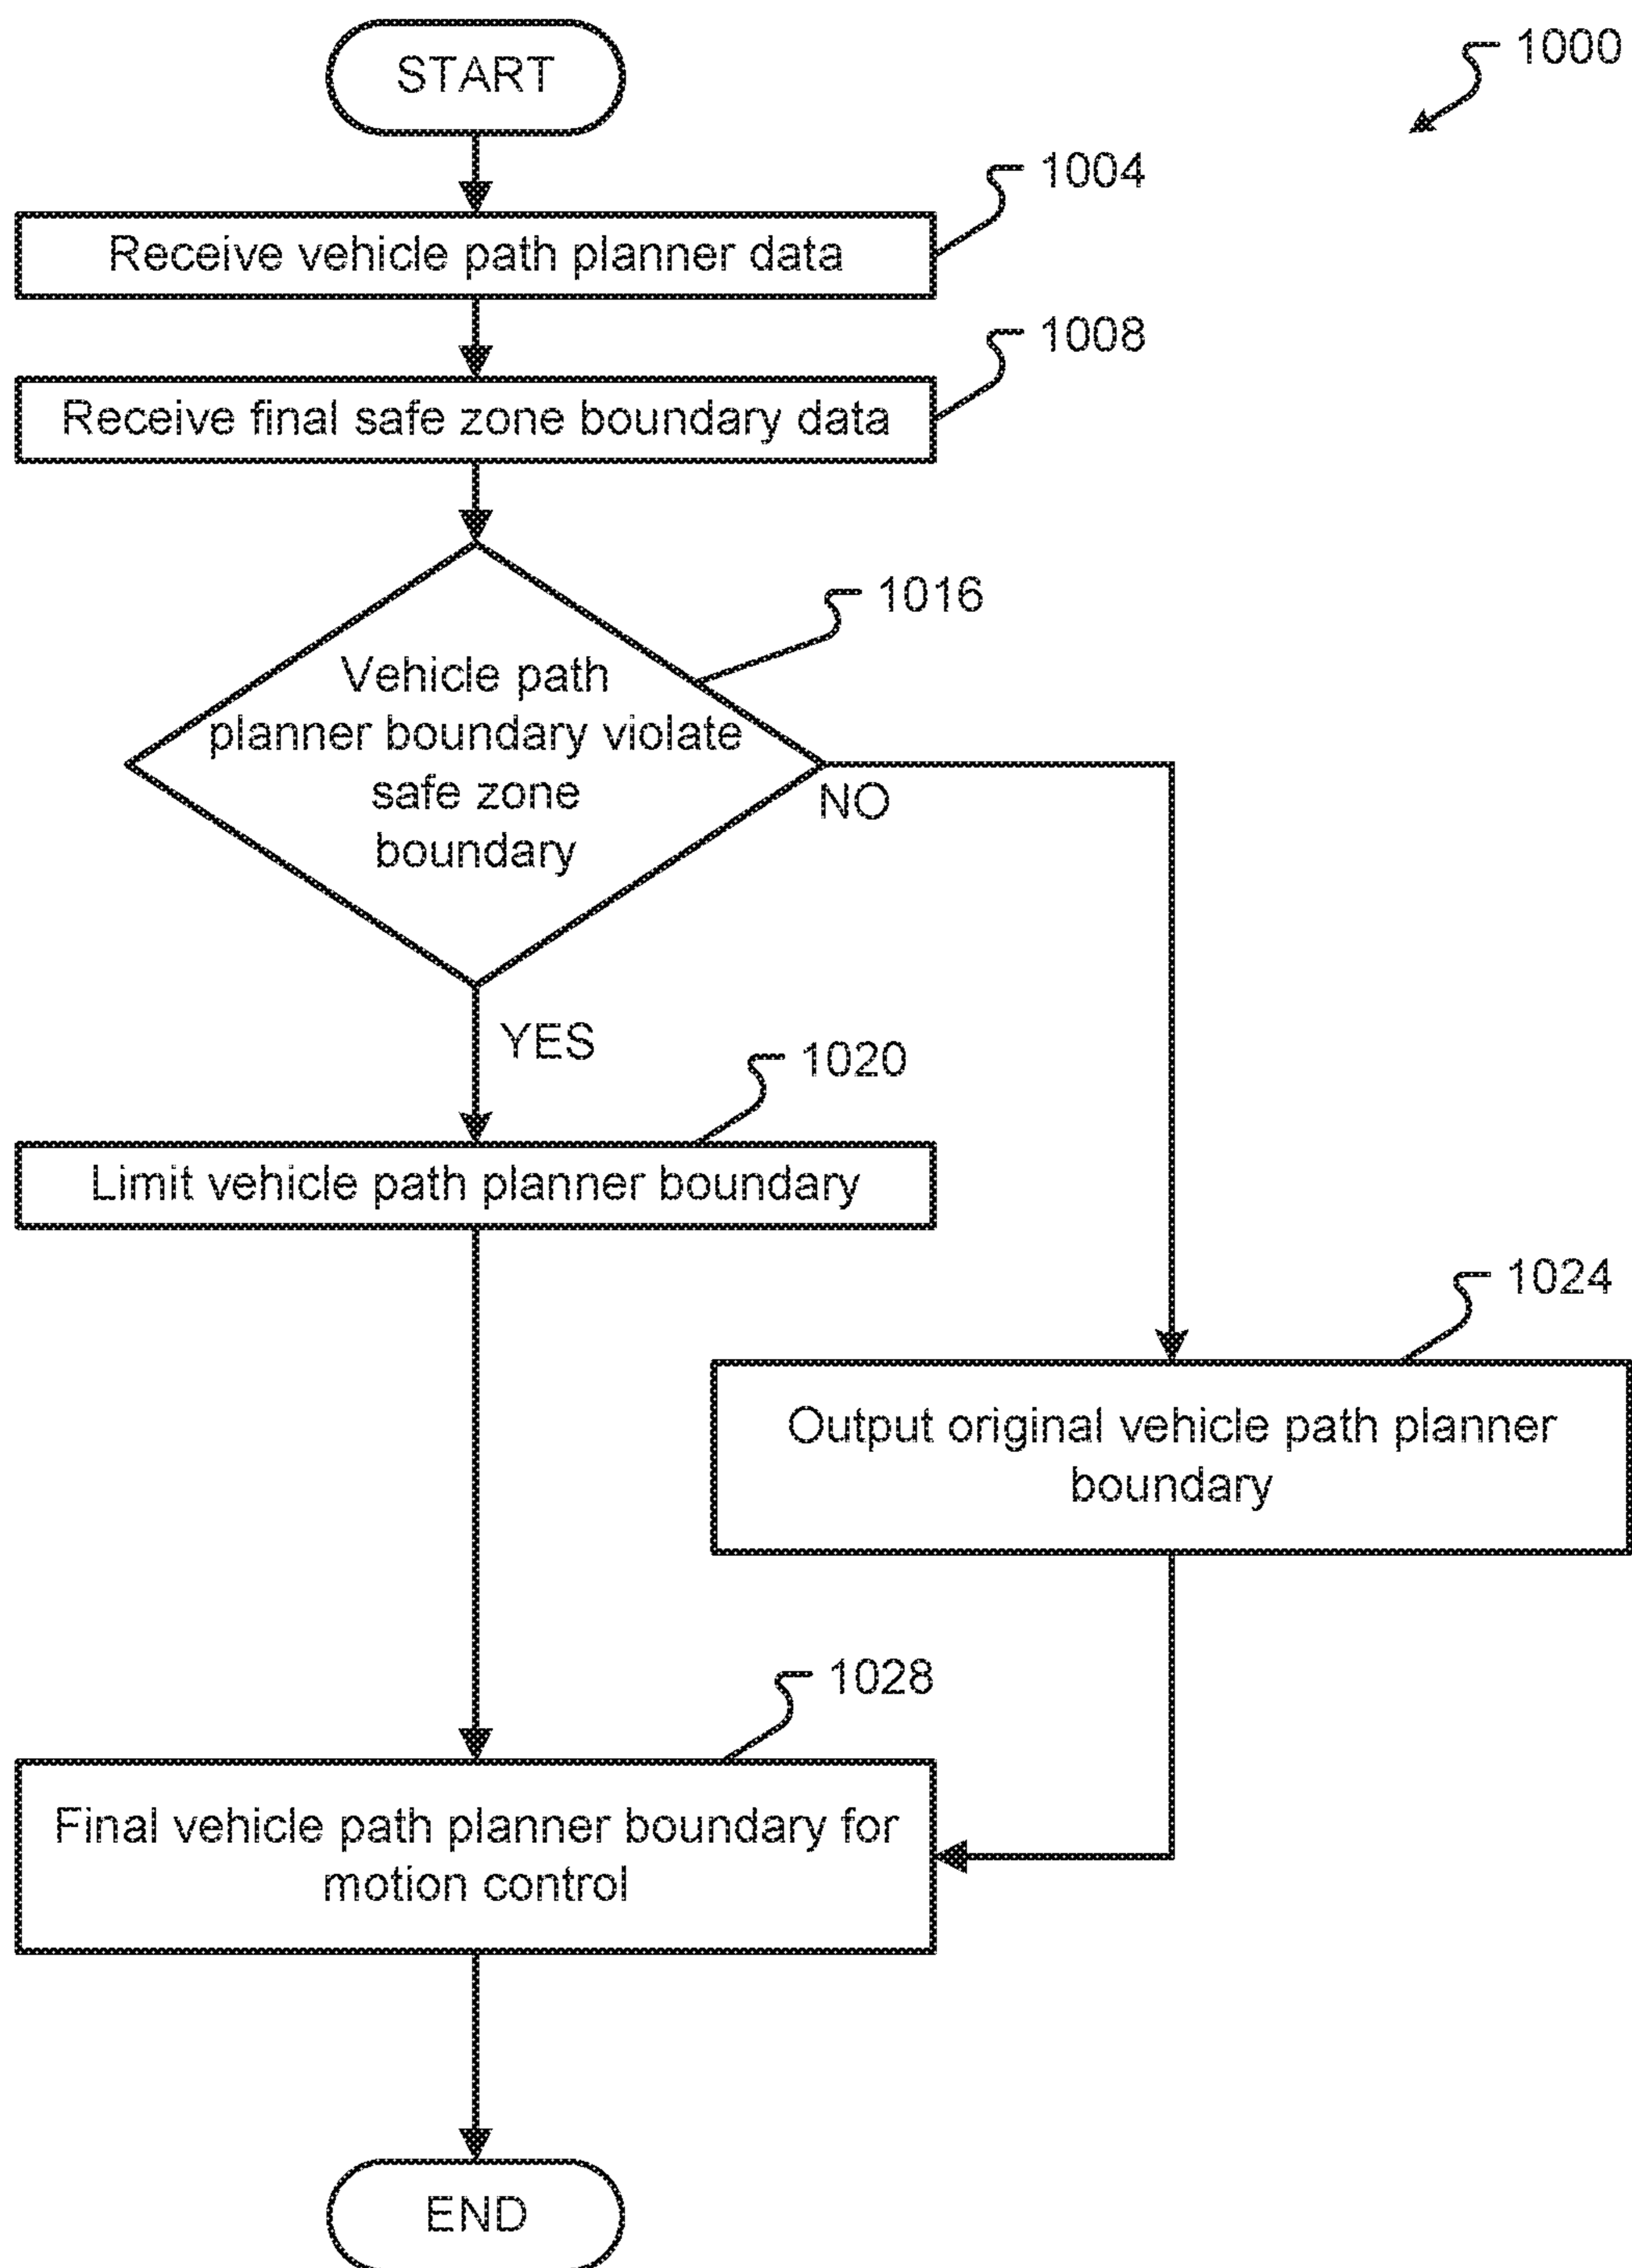 START
1000
1004
Receive vehicle path planner data
1008
Receive final safe zone boundary data
1016
Vehicle path
planner boundary violate
safe zone
boundary
NO
YES
1020
Limit vehicle path planner boundary
1024
Output original vehicle path planner
boundary
1028
Final vehicle path planner boundary for
motion control
END